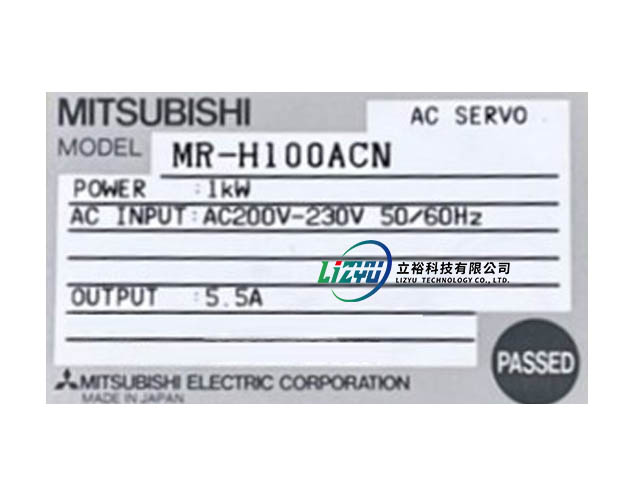 MITSUBISHI
AC SERVO
MODEL MR-H100ACN
POWER : 1kW
AC INPUT : AC200V-230V 50/60Hz
LIZYU 立裕科技有限公司
LIZYU TECHNOLOGY CO., LTD.
OUTPUT : 5.5A
PASSED
MITSUBISHI ELECTRIC CORPORATION
MADE IN JAPAN